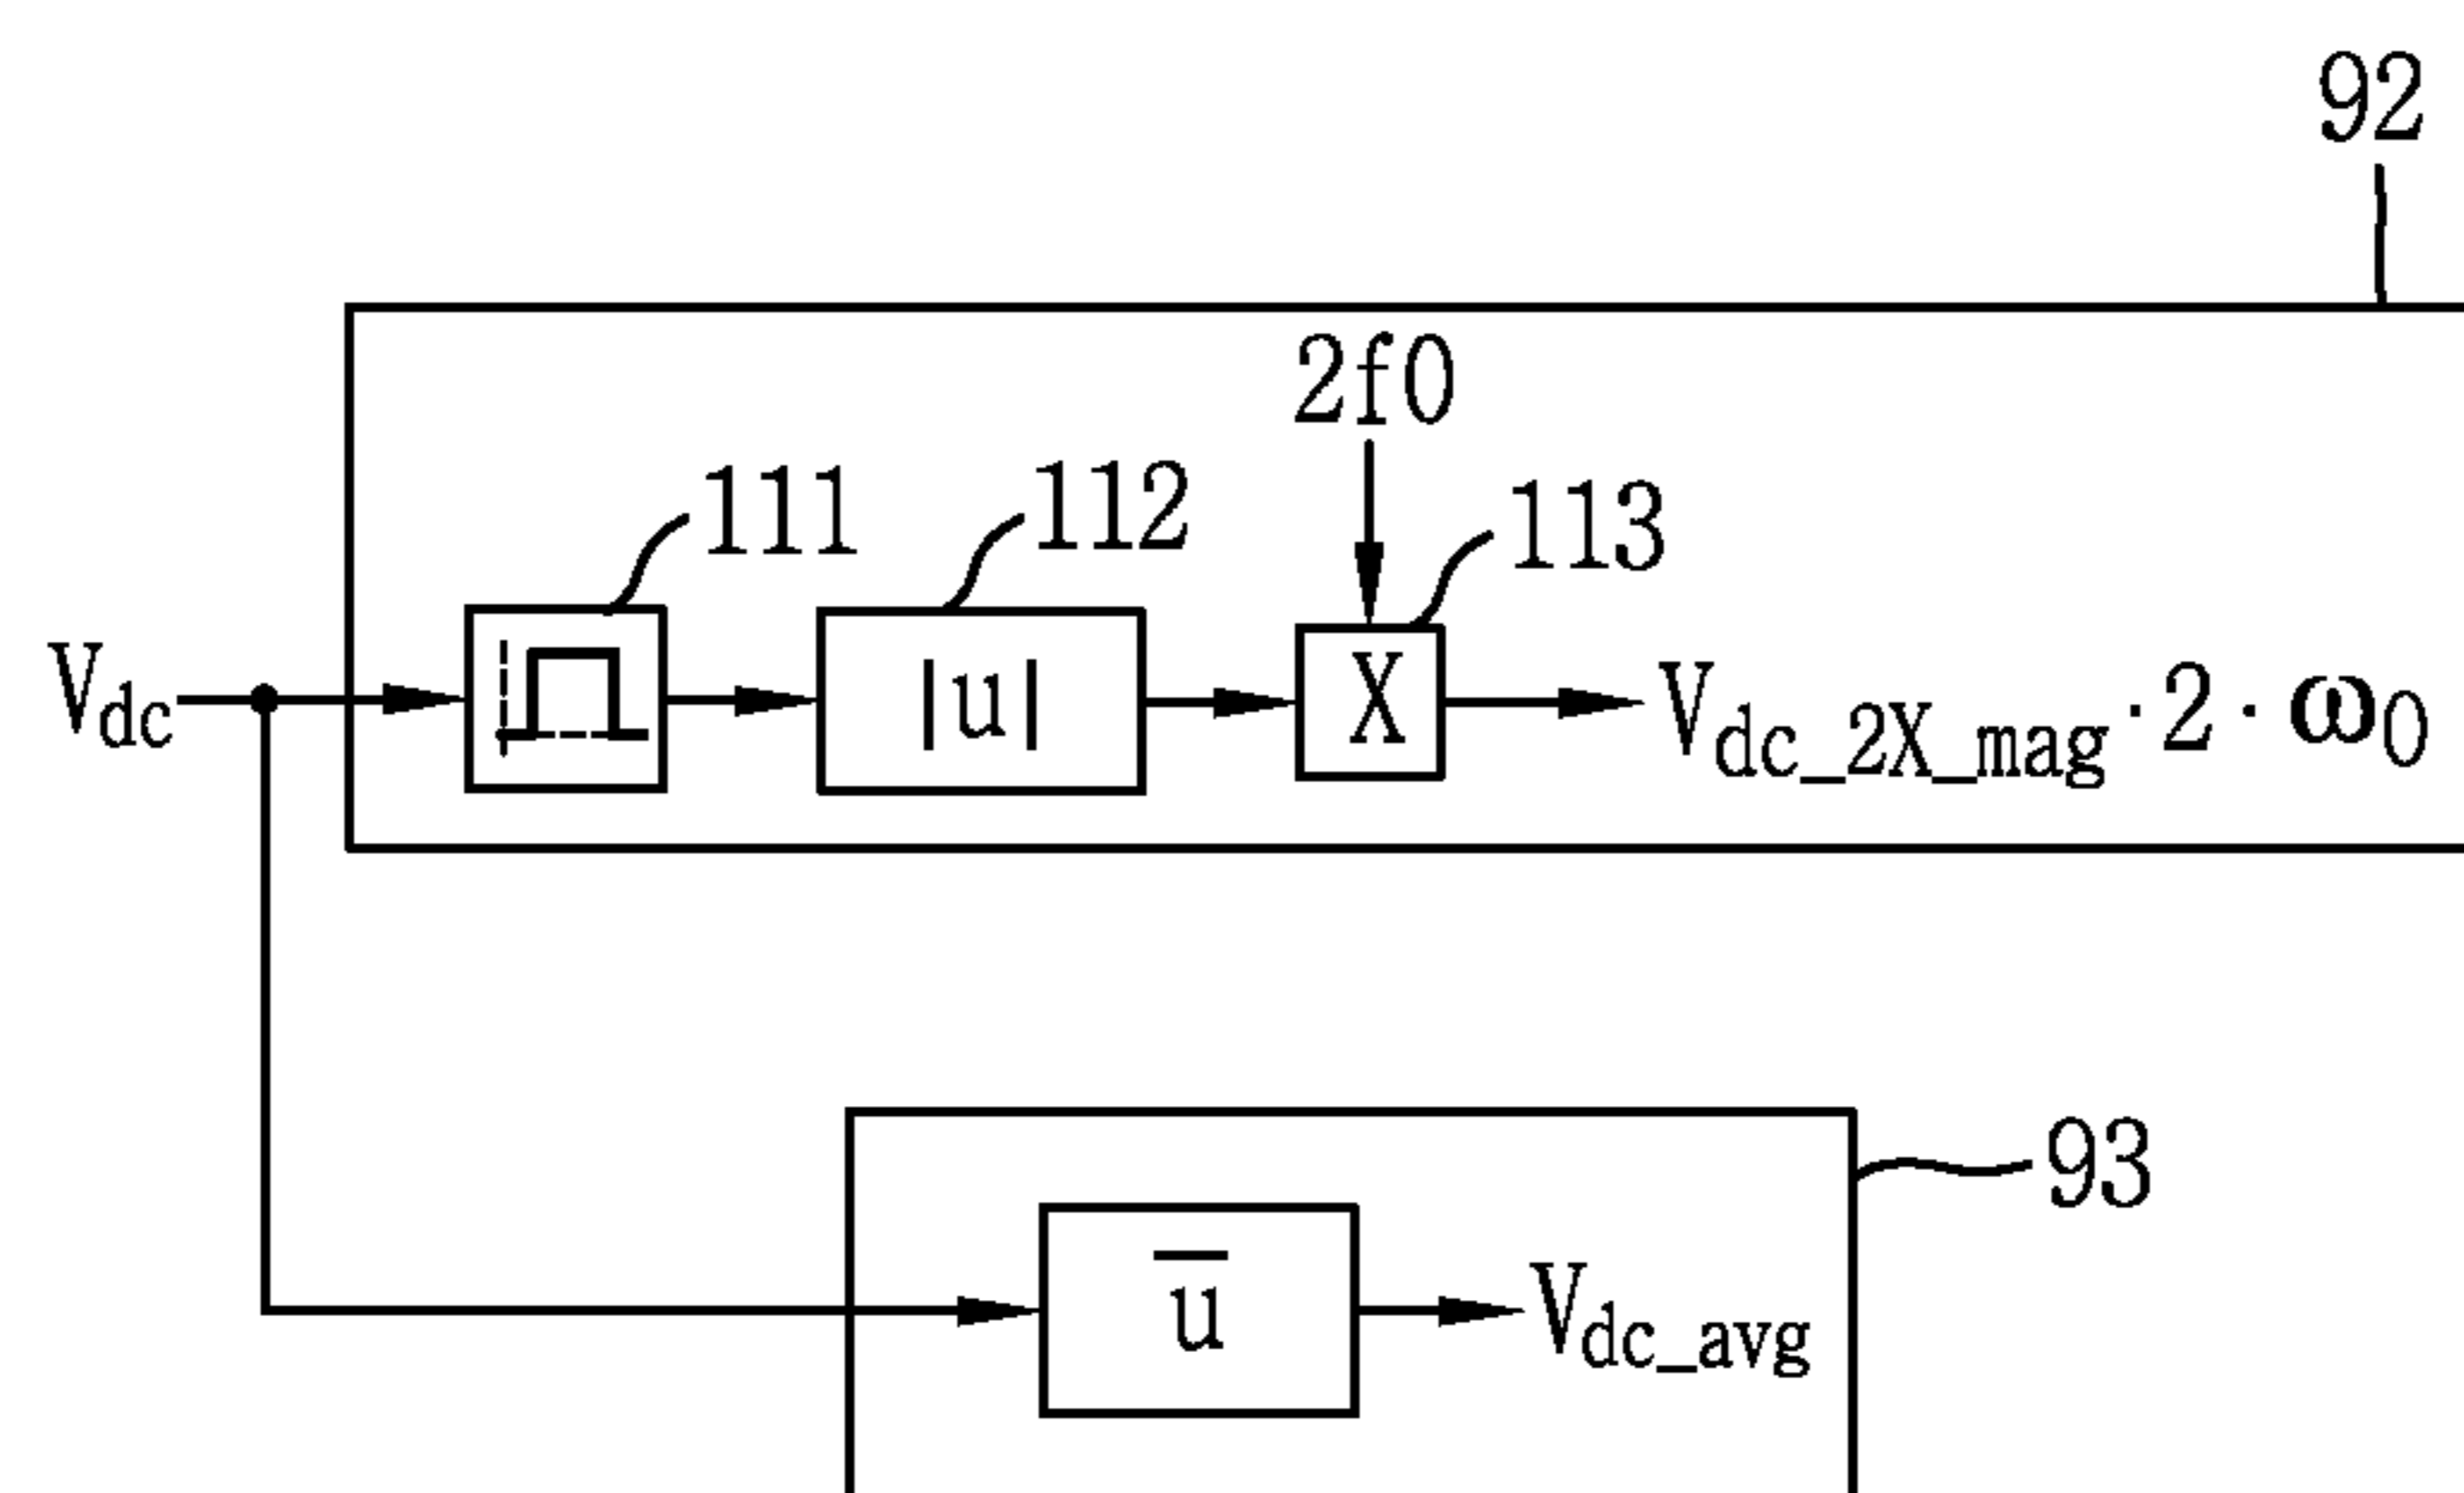 92
2f0
111
112
113
Vdc
|u|
X
Vdc_2X_mag·2·ω0
93
u̅
Vdc_avg